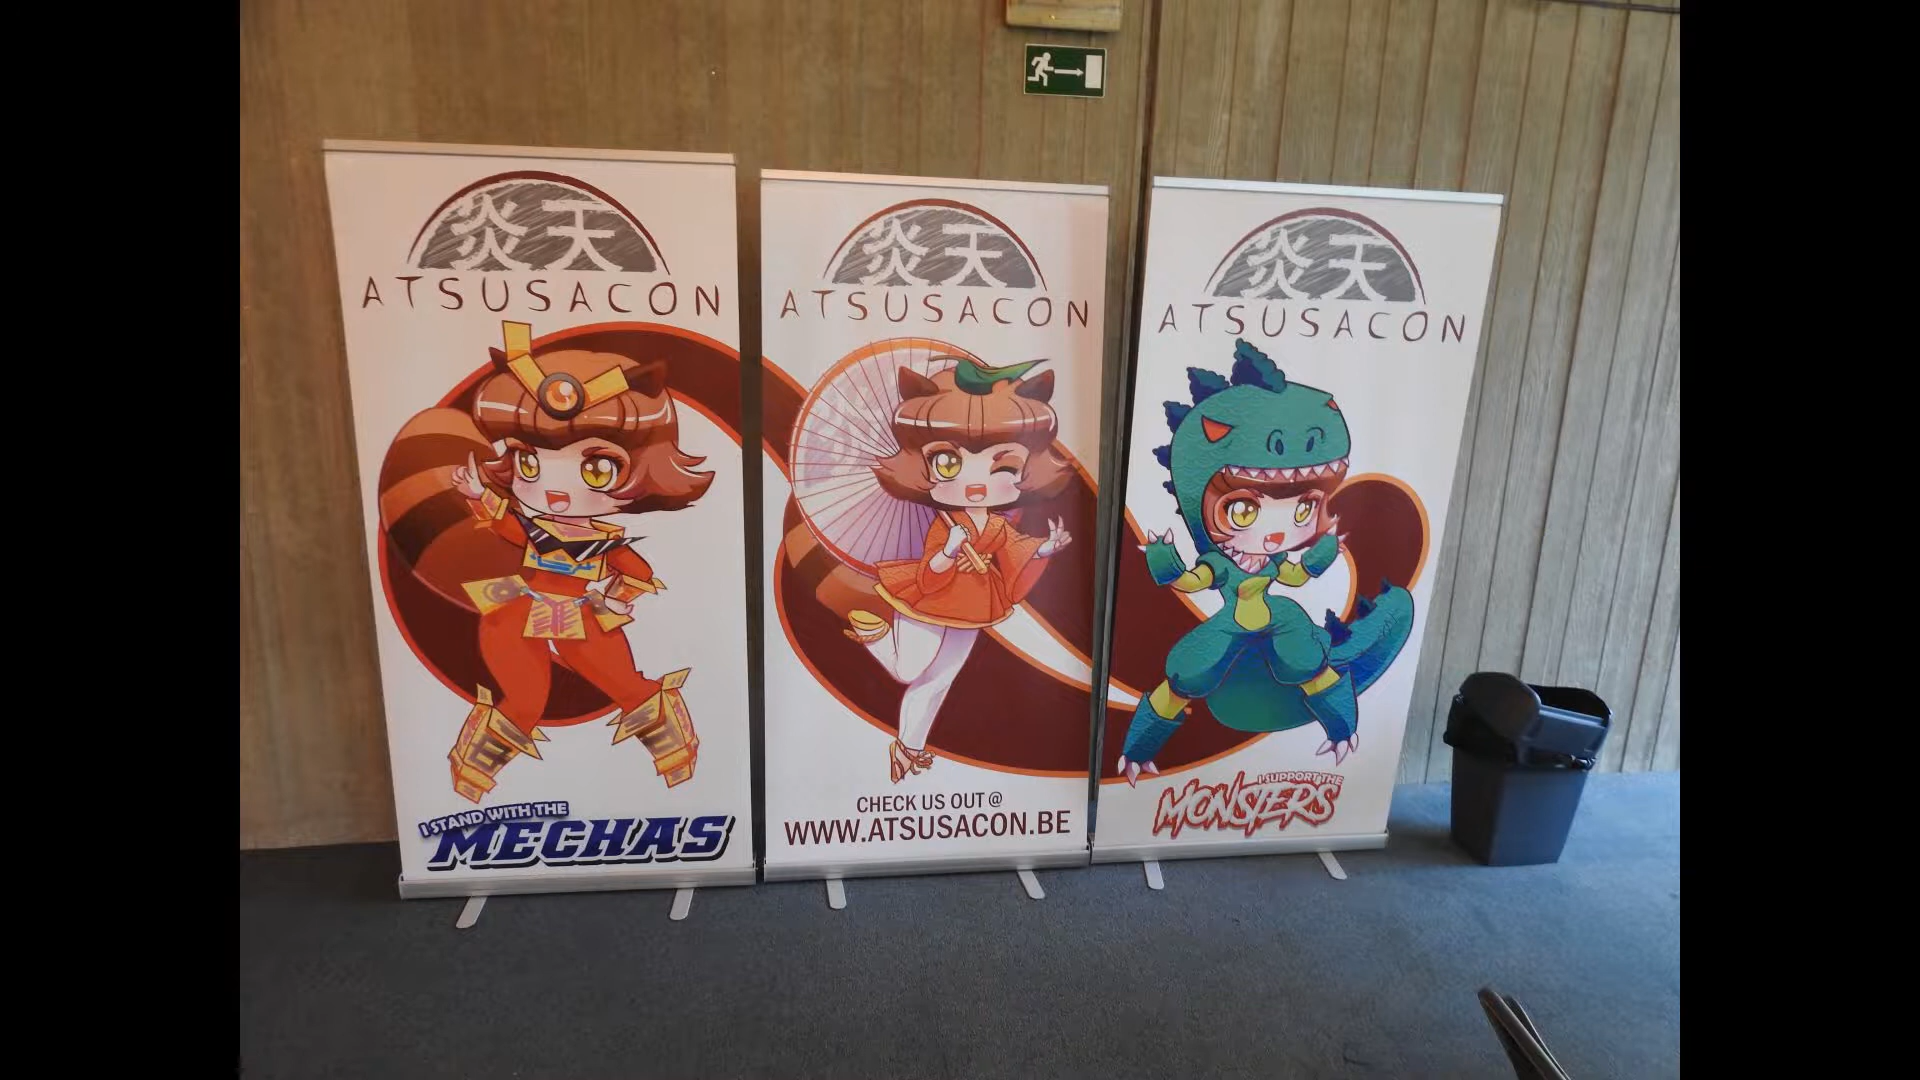 炎天
ATSUSACON
I STAND WITH THE
MECHAS
炎天
ATSUSACON
CHECK US OUT @
WWW.ATSUSACON.BE
炎天
ATSUSACON
I SUPPORT THE
MONSTERS